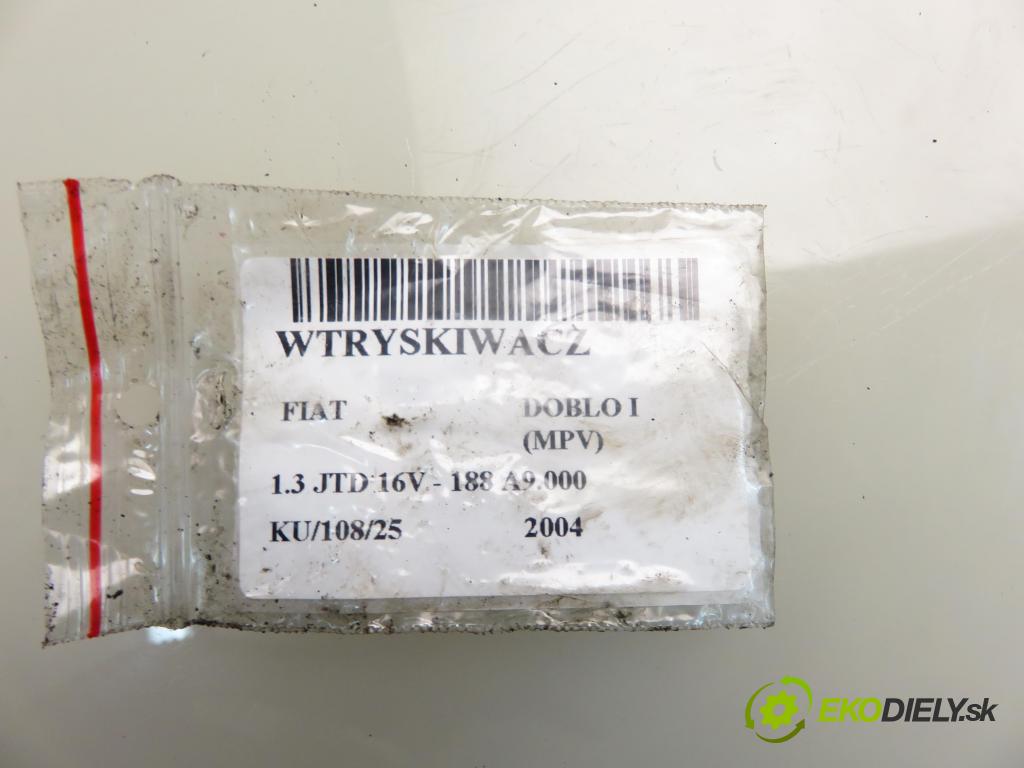 WTRYSKIWACZ
FIAT DOBLO I
(MPV)
1.3 JTD 16V - 188 A9.000
KU/108/25 2004
EKODIELY.sk